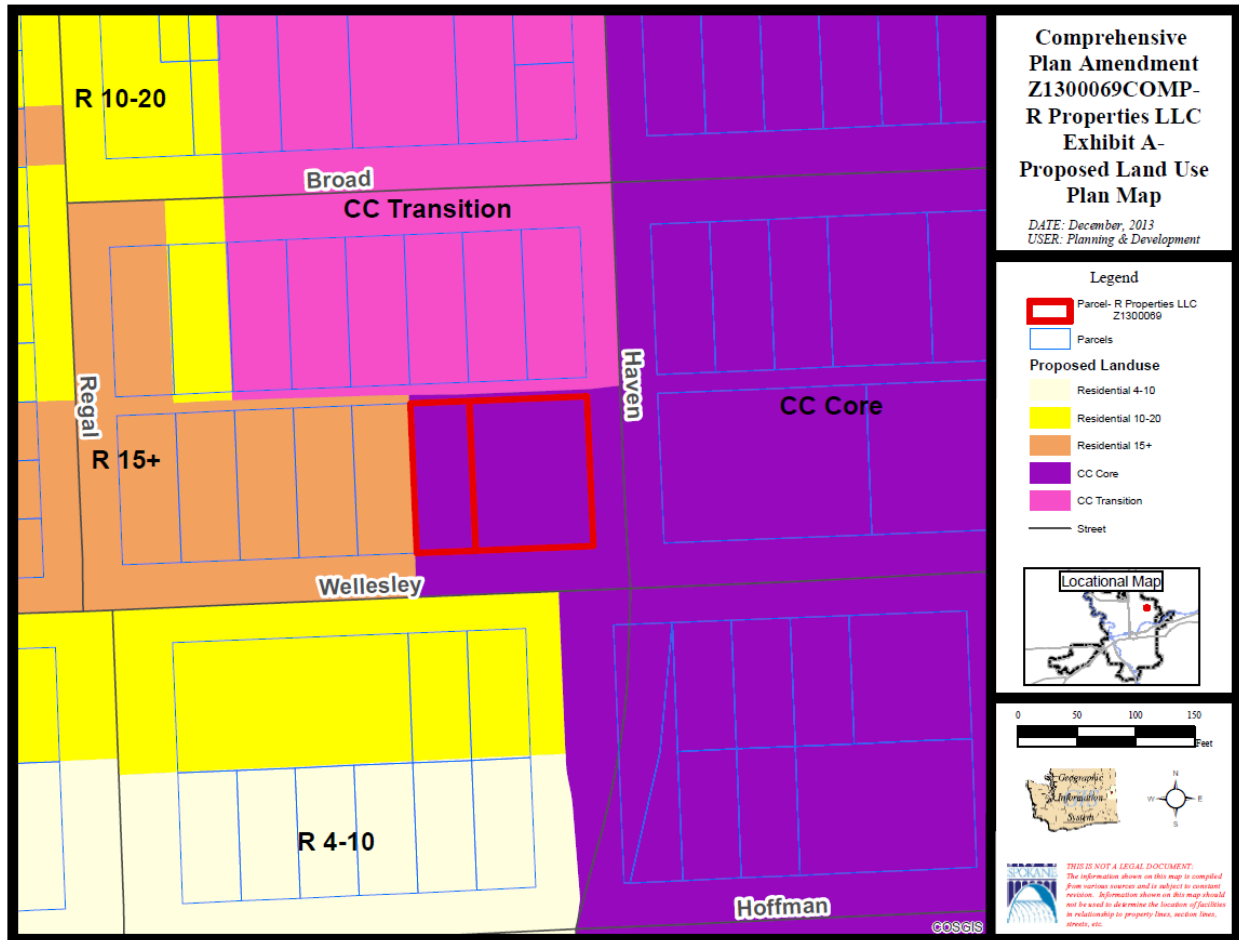 R 10-20
Broad
CC Transition
Regal
Haven
CC Core
R 15+
Wellesley
R 4-10
Hoffman
COSGIS
Comprehensive
Plan Amendment
Z1300069COMP-
R Properties LLC
Exhibit A-
Proposed Land Use
Plan Map
DATE: December, 2013
USER: Planning & Development
Legend
Parcel- R Properties LLC
Z1300069
Parcels
Proposed Landuse
Residential 4-10
Residential 10-20
Residential 15+
CC Core
CC Transition
Street
Locational Map
0 50 100 150
Feet
Geographic
Information
System
N
W E
S
SPOKANE
THIS IS NOT A LEGAL DOCUMENT:
The information shown on this map is compiled
from various sources and is subject to constant
revision. Information shown on this map should
not be used to determine the location of facilities
in relationship to property lines, section lines,
streets, etc.